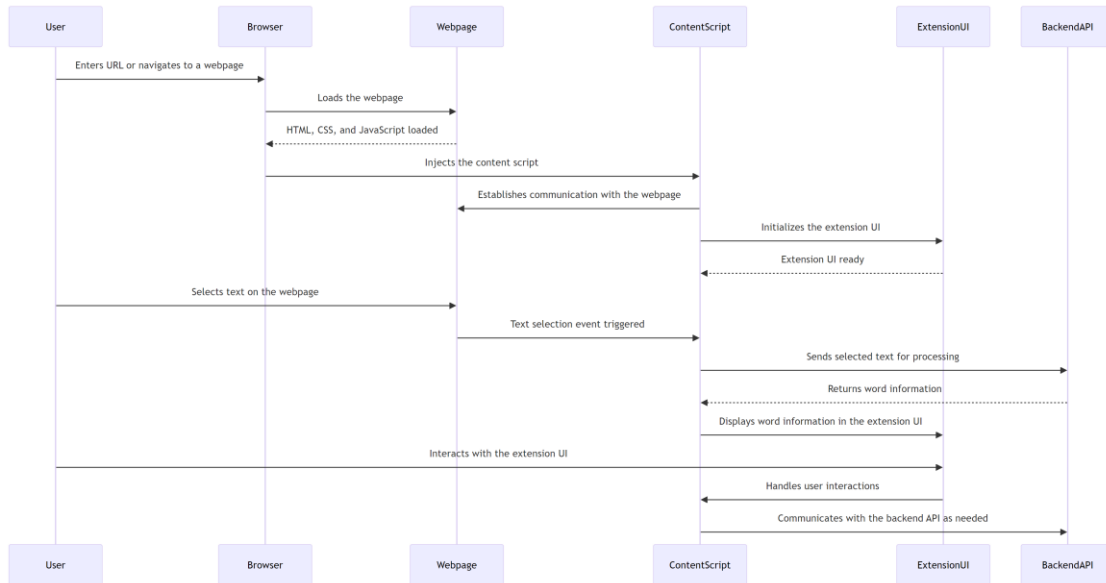 User Browser Webpage ContentScript ExtensionUI BackendAPI
Enters URL or navigates to a webpage
Loads the webpage
HTML, CSS, and JavaScript loaded
Injects the content script
Establishes communication with the webpage
Initializes the extension UI
Extension UI ready
Selects text on the webpage
Text selection event triggered
Sends selected text for processing
Returns word information
Displays word information in the extension UI
Interacts with the extension UI
Handles user interactions
Communicates with the backend API as needed
User Browser Webpage ContentScript ExtensionUI BackendAPI